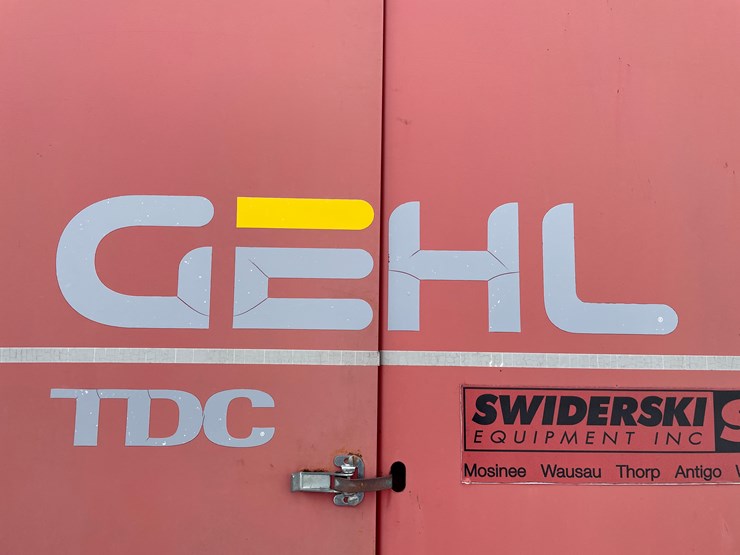 GEHL
TDC
SWIDERSKI
EQUIPMENT INC
Mosinee Wausau Thorp Antigo